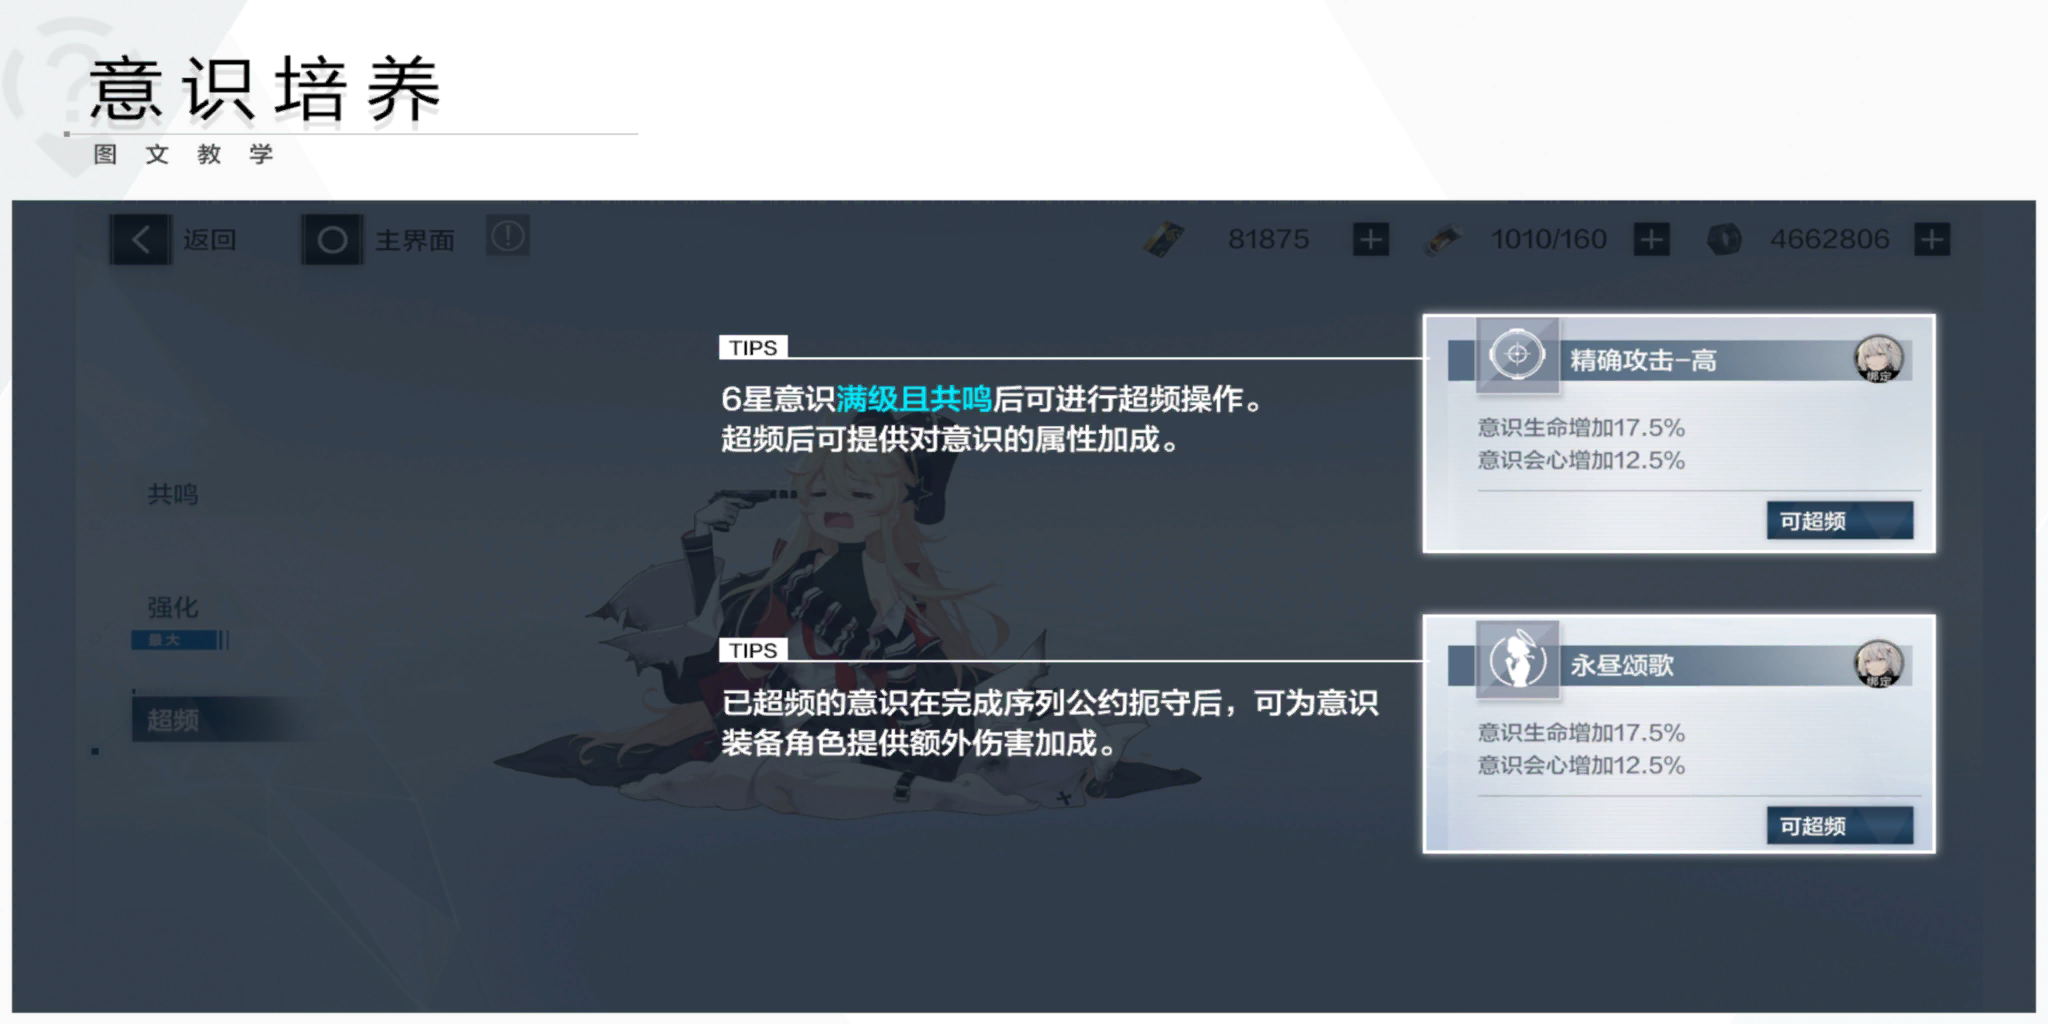 意识培养
图文教学
返回
主界面
81875
1010/160
4662806
TIPS
6星意识满级且共鸣后可进行超频操作。
超频后可提供对意识的属性加成。
精确攻击-高
绑定
意识生命增加17.5%
意识会心增加12.5%
可超频
共鸣
强化
最大
超频
TIPS
已超频的意识在完成序列公约扼守后，可为意识
装备角色提供额外伤害加成。
永昼颂歌
绑定
意识生命增加17.5%
意识会心增加12.5%
可超频